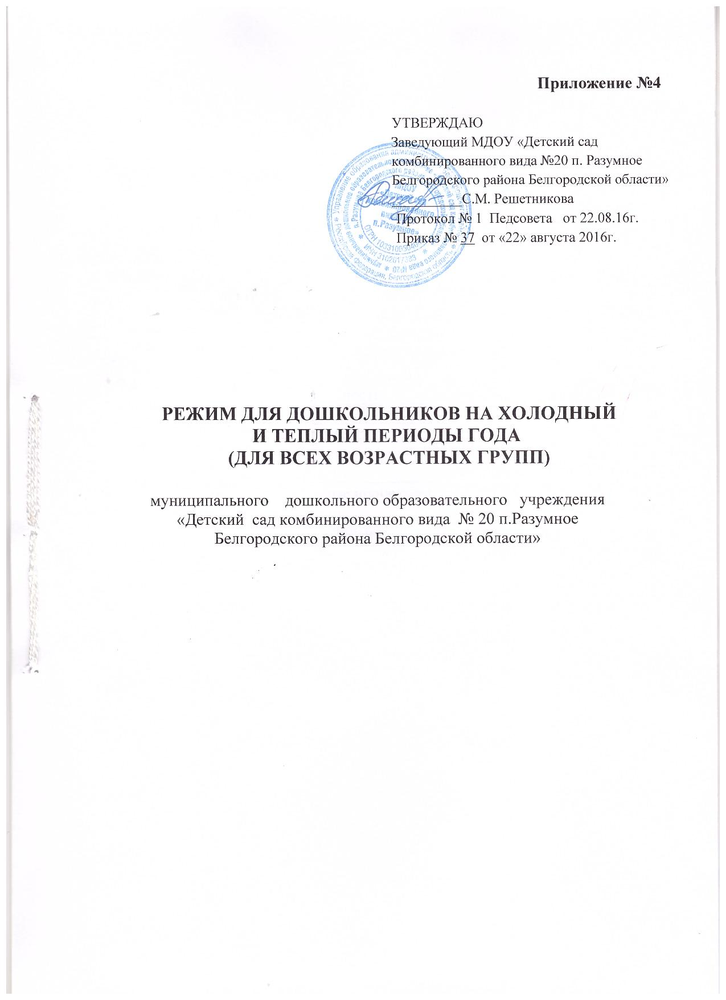 Приложение №4
УТВЕРЖДАЮ
Заведующий МДОУ «Детский сад
комбинированного вида №20 п. Разумное
Белгородского района Белгородской области»
__________С.М. Решетникова
Протокол № 1 Педсовета от 22.08.16г.
Приказ № 37 от «22» августа 2016г.
п.Разумное»
РЕЖИМ ДЛЯ ДОШКОЛЬНИКОВ НА ХОЛОДНЫЙ
И ТЕПЛЫЙ ПЕРИОДЫ ГОДА
(ДЛЯ ВСЕХ ВОЗРАСТНЫХ ГРУПП)
муниципального дошкольного образовательного учреждения
«Детский сад комбинированного вида № 20 п.Разумное
Белгородского района Белгородской области»